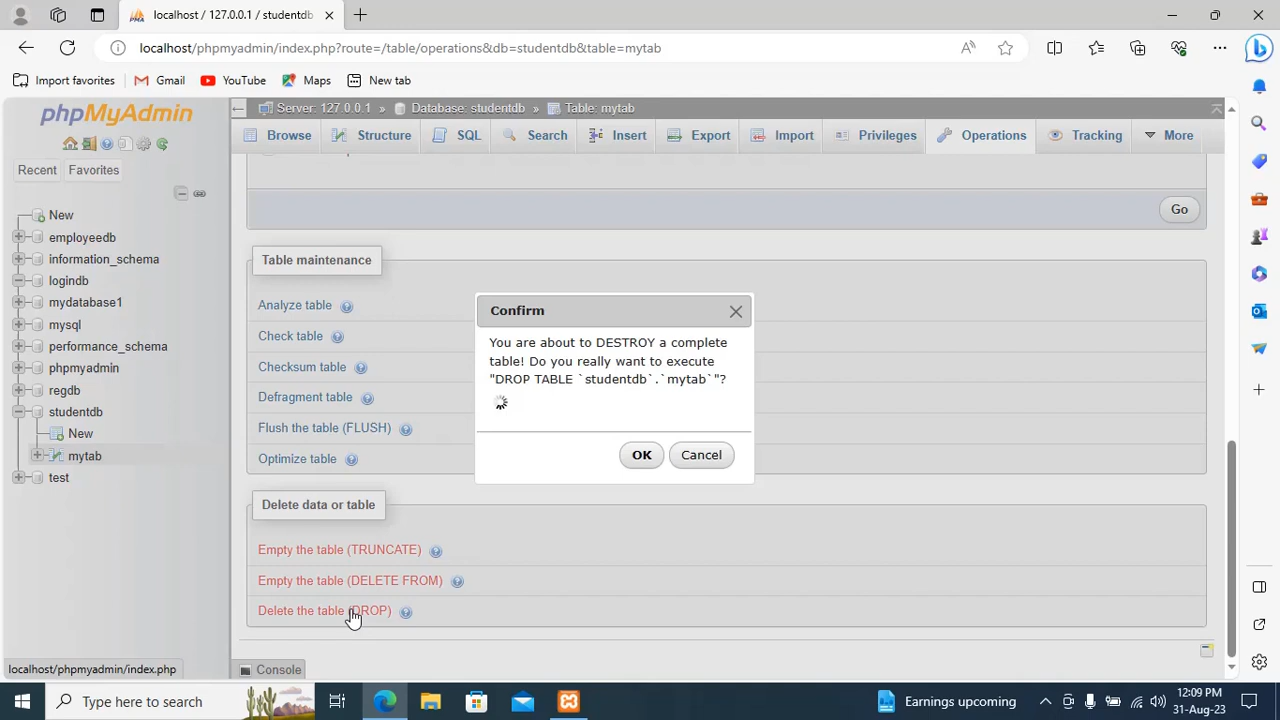 localhost / 127.0.0.1 / studentdb
localhost/phpmyadmin/index.php?route=/table/operations&db=studentdb&table=mytab
Import favorites
Gmail
YouTube
Maps
New tab
phpMyAdmin
Recent
Favorites
New
employeedb
information_schema
logindb
mydatabase1
mysql
performance_schema
phpmyadmin
regdb
studentdb
New
mytab
test
localhost/phpmyadmin/index.php
Server: 127.0.0.1 » Database: studentdb » Table: mytab
Browse
Structure
SQL
Search
Insert
Export
Import
Privileges
Operations
Tracking
More
Go
Table maintenance
Analyze table
Check table
Checksum table
Defragment table
Flush the table (FLUSH)
Optimize table
Confirm
You are about to DESTROY a complete
table! Do you really want to execute
"DROP TABLE `studentdb`.`mytab`"?
OK
Cancel
Delete data or table
Empty the table (TRUNCATE)
Empty the table (DELETE FROM)
Delete the table (DROP)
Console
Type here to search
Earnings upcoming
12:09 PM
31-Aug-23